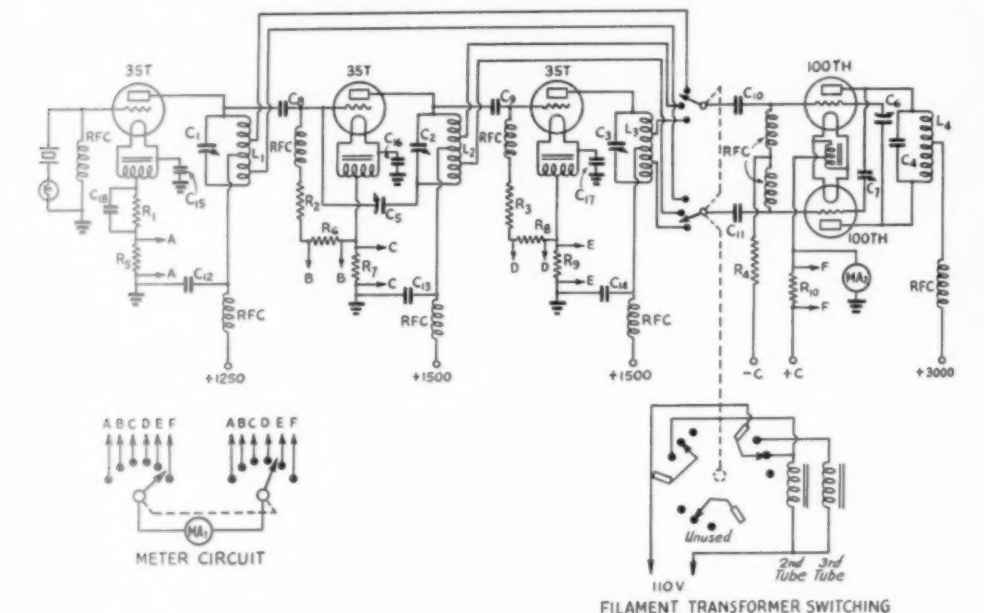 35T
35T
35T
100TH
100TH
RFC
C18
R1
R5
A
A
C15
C1
L1
C12
RFC
+1250
C8
RFC
R2
R6
B
B
C16
C5
C2
L2
R7
C
C
C13
RFC
+1500
C9
RFC
R3
R8
D
D
C17
C3
L3
R9
E
E
C14
RFC
+1500
C10
C11
RFC
R4
C6
C4
C7
L4
MA2
R10
F
F
RFC
-C
+C
+3000
A B C D E F
A B C D E F
MA1
METER CIRCUIT
Unused
110V.
2nd Tube
3rd Tube
FILAMENT TRANSFORMER SWITCHING